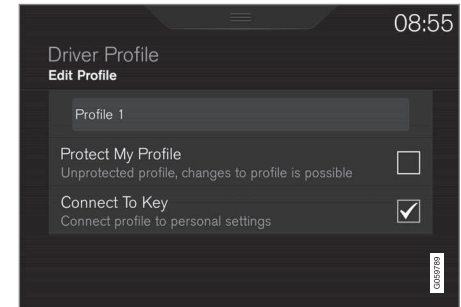 08:55
Driver Profile
Edit Profile
Profile 1
Protect My Profile
Unprotected profile, changes to profile is possible
Connect To Key
Connect profile to personal settings
G059789